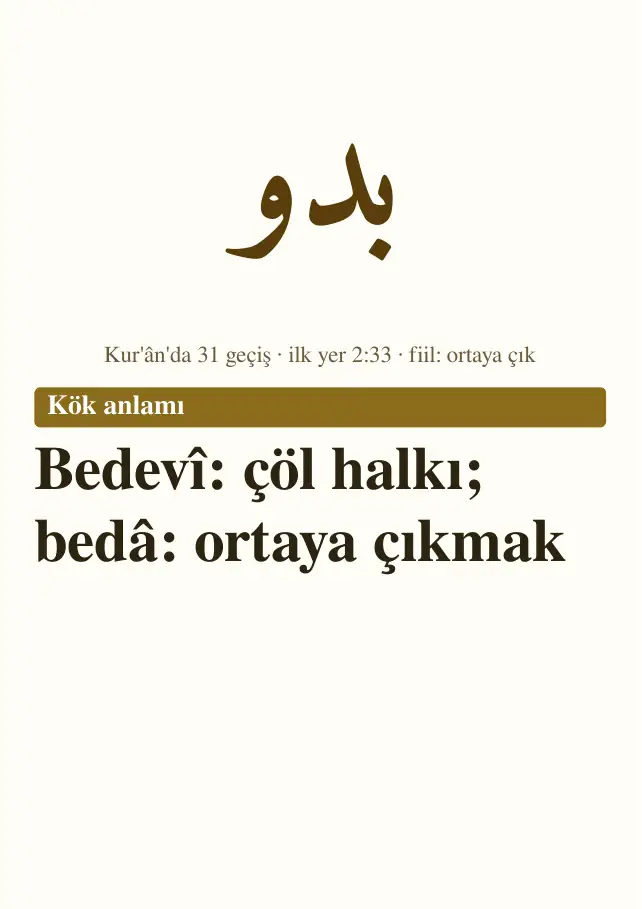 بدو
Kur'ân'da 31 geçiş · ilk yer 2:33 · fiil: ortaya çık
Kök anlamı
Bedevî: çöl halkı;
bedâ: ortaya çıkmak